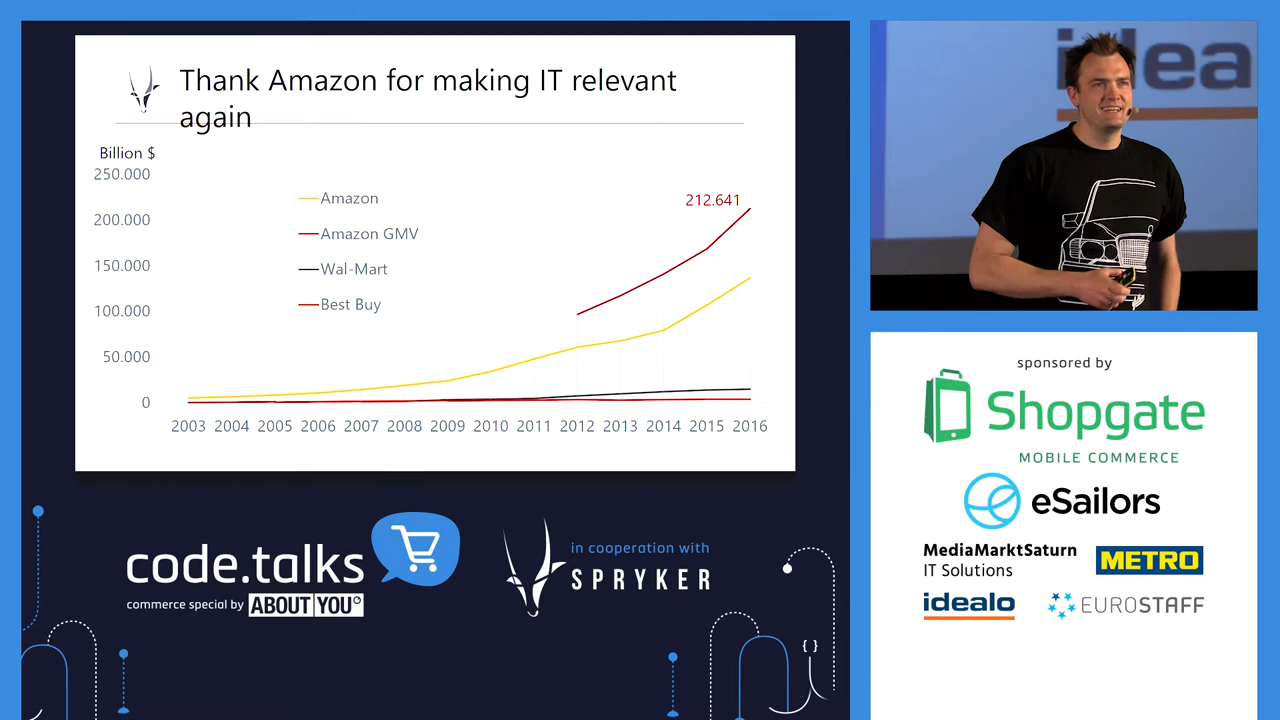 Thank Amazon for making IT relevant
again
Billion $
250.000
200.000
150.000
100.000
50.000
0
Amazon
Amazon GMV
Wal-Mart
Best Buy
212.641
2003 2004 2005 2006 2007 2008 2009 2010 2011 2012 2013 2014 2015 2016
code.talks
commerce special by ABOUT YOU°
in cooperation with
SPRYKER
{ }
idea
sponsored by
Shopgate
MOBILE COMMERCE
eSailors
MediaMarktSaturn
IT Solutions
METRO
idealo
EUROSTAFF